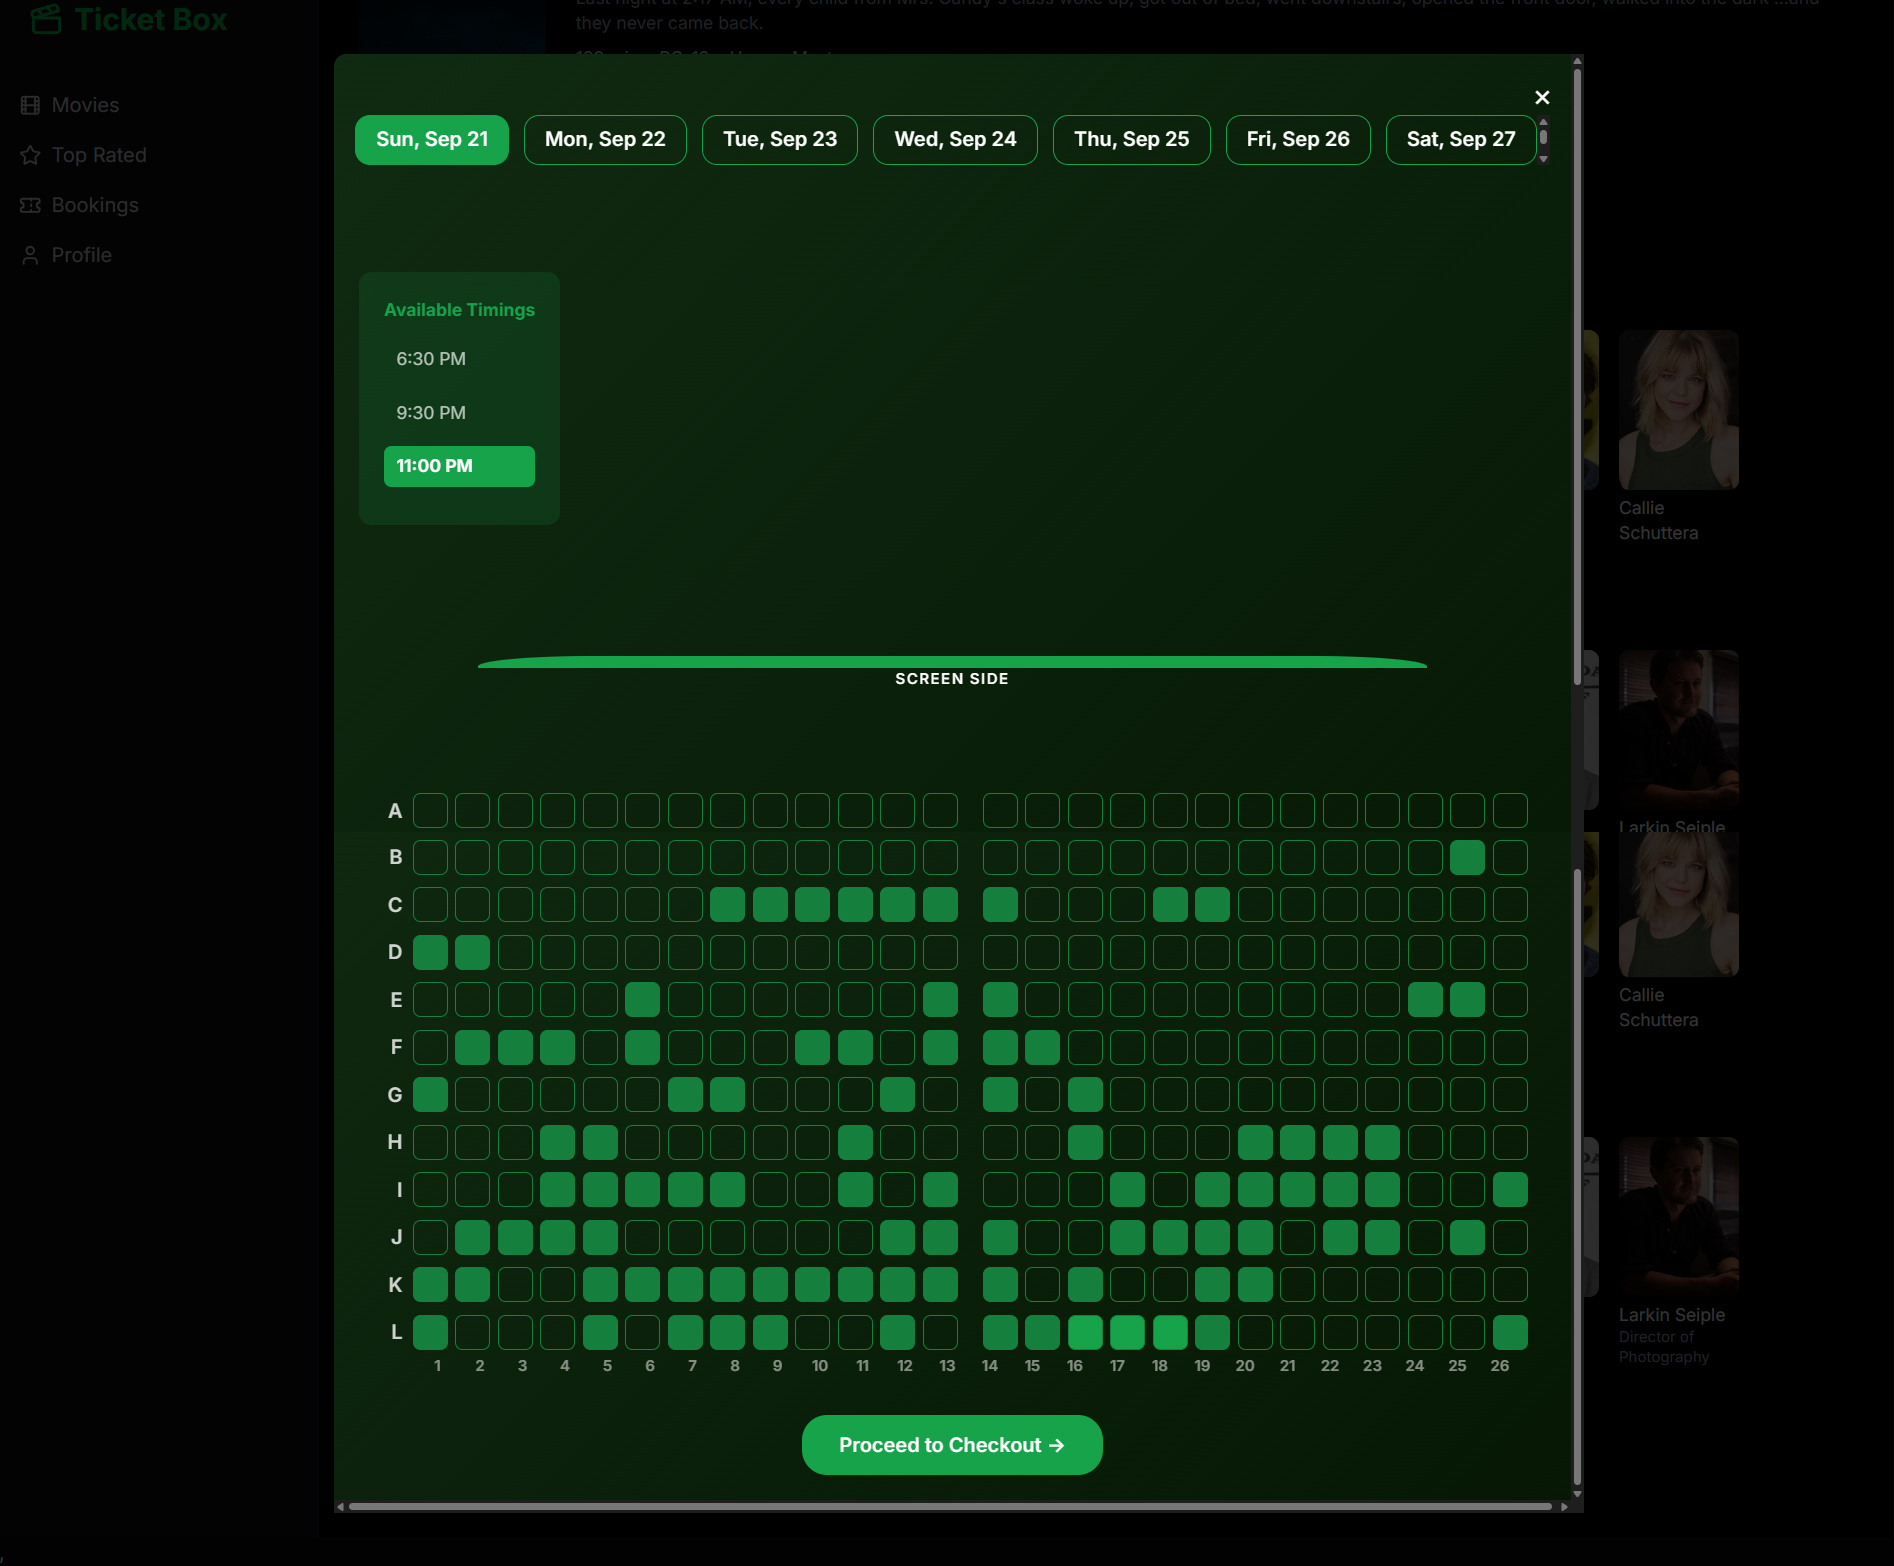 Ticket Box
Movies
Top Rated
Bookings
Profile
Last night at 2:17 AM, every child from Mrs. Gandy's class woke up, got out of bed, went downstairs, opened the front door, walked into the dark ...and
they never came back.
Sun, Sep 21
Mon, Sep 22
Tue, Sep 23
Wed, Sep 24
Thu, Sep 25
Fri, Sep 26
Sat, Sep 27
Available Timings
6:30 PM
9:30 PM
11:00 PM
SCREEN SIDE
A
B
C
D
E
F
G
H
I
J
K
L
1 2 3 4 5 6 7 8 9 10 11 12 13 14 15 16 17 18 19 20 21 22 23 24 25 26
Proceed to Checkout →
Callie
Schuttera
Larkin Seiple
Callie
Schuttera
Larkin Seiple
Director of
Photography